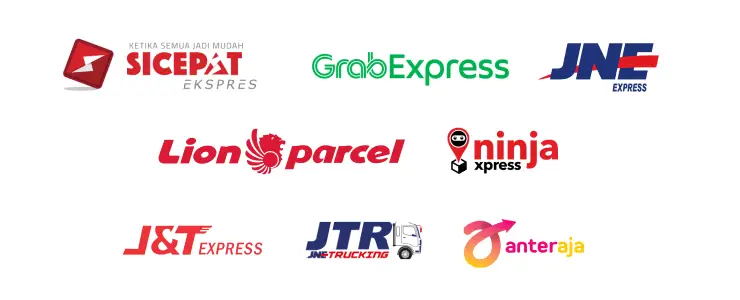 KETIKA SEMUA JADI MUDAH
SICEPAT
EKSPRES
GrabExpress
JNE
EXPRESS
Lion parcel
ninja
xpress
J&T EXPRESS
JTR
JNE TRUCKING
anteraja